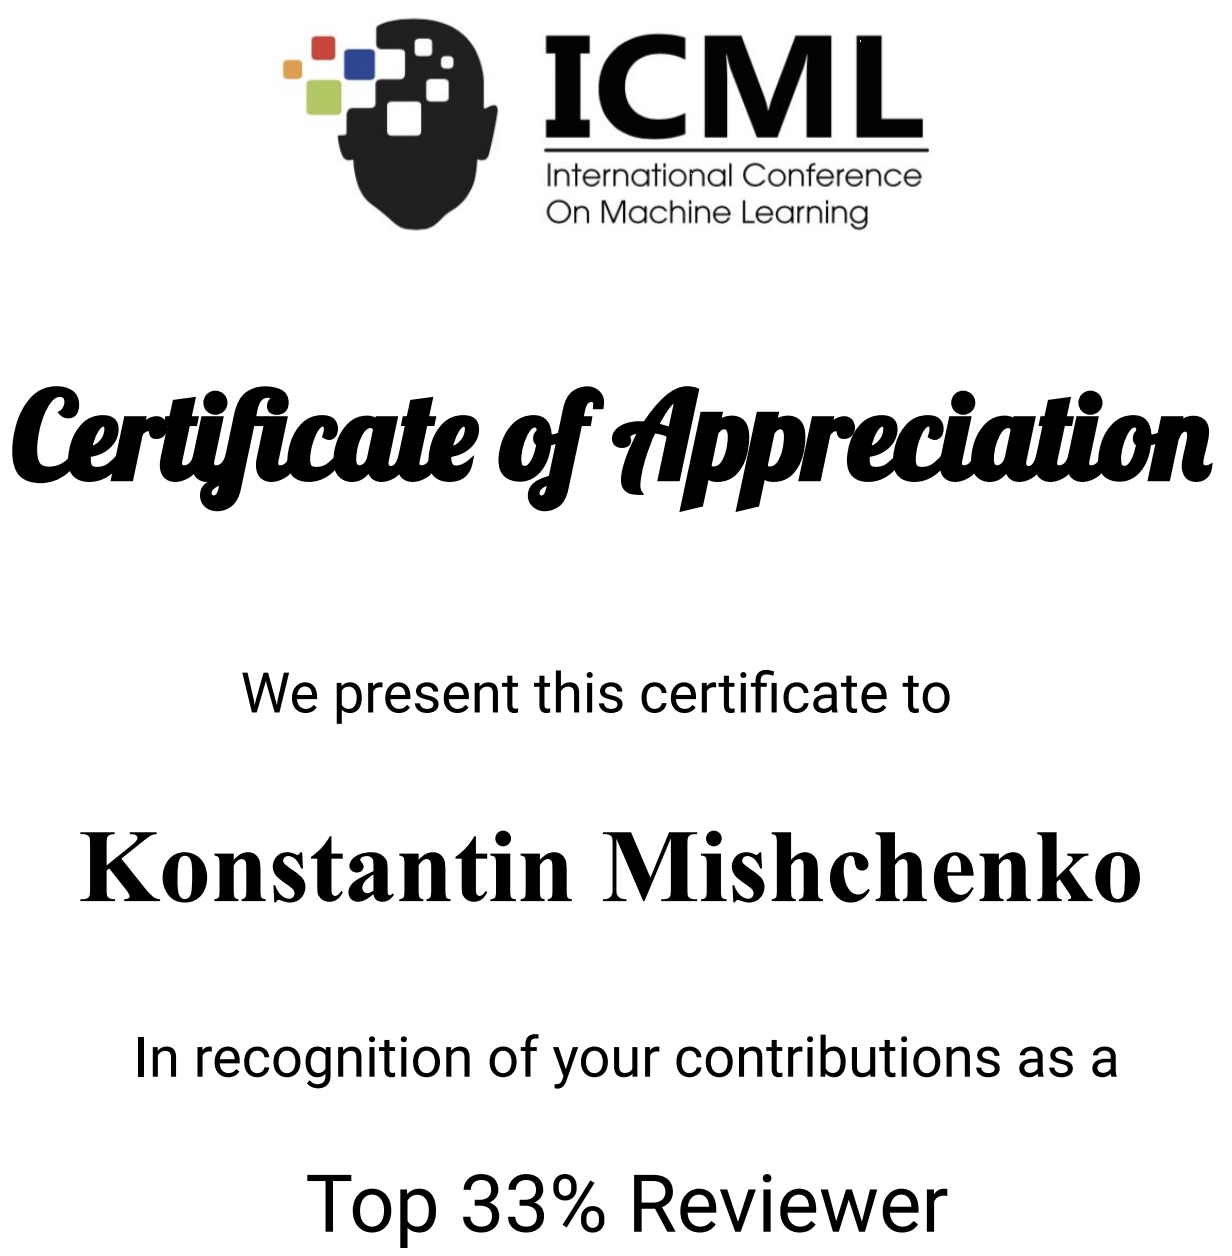 ICML
International Conference
On Machine Learning
Certificate of Appreciation
We present this certificate to
Konstantin Mishchenko
In recognition of your contributions as a
Top 33% Reviewer